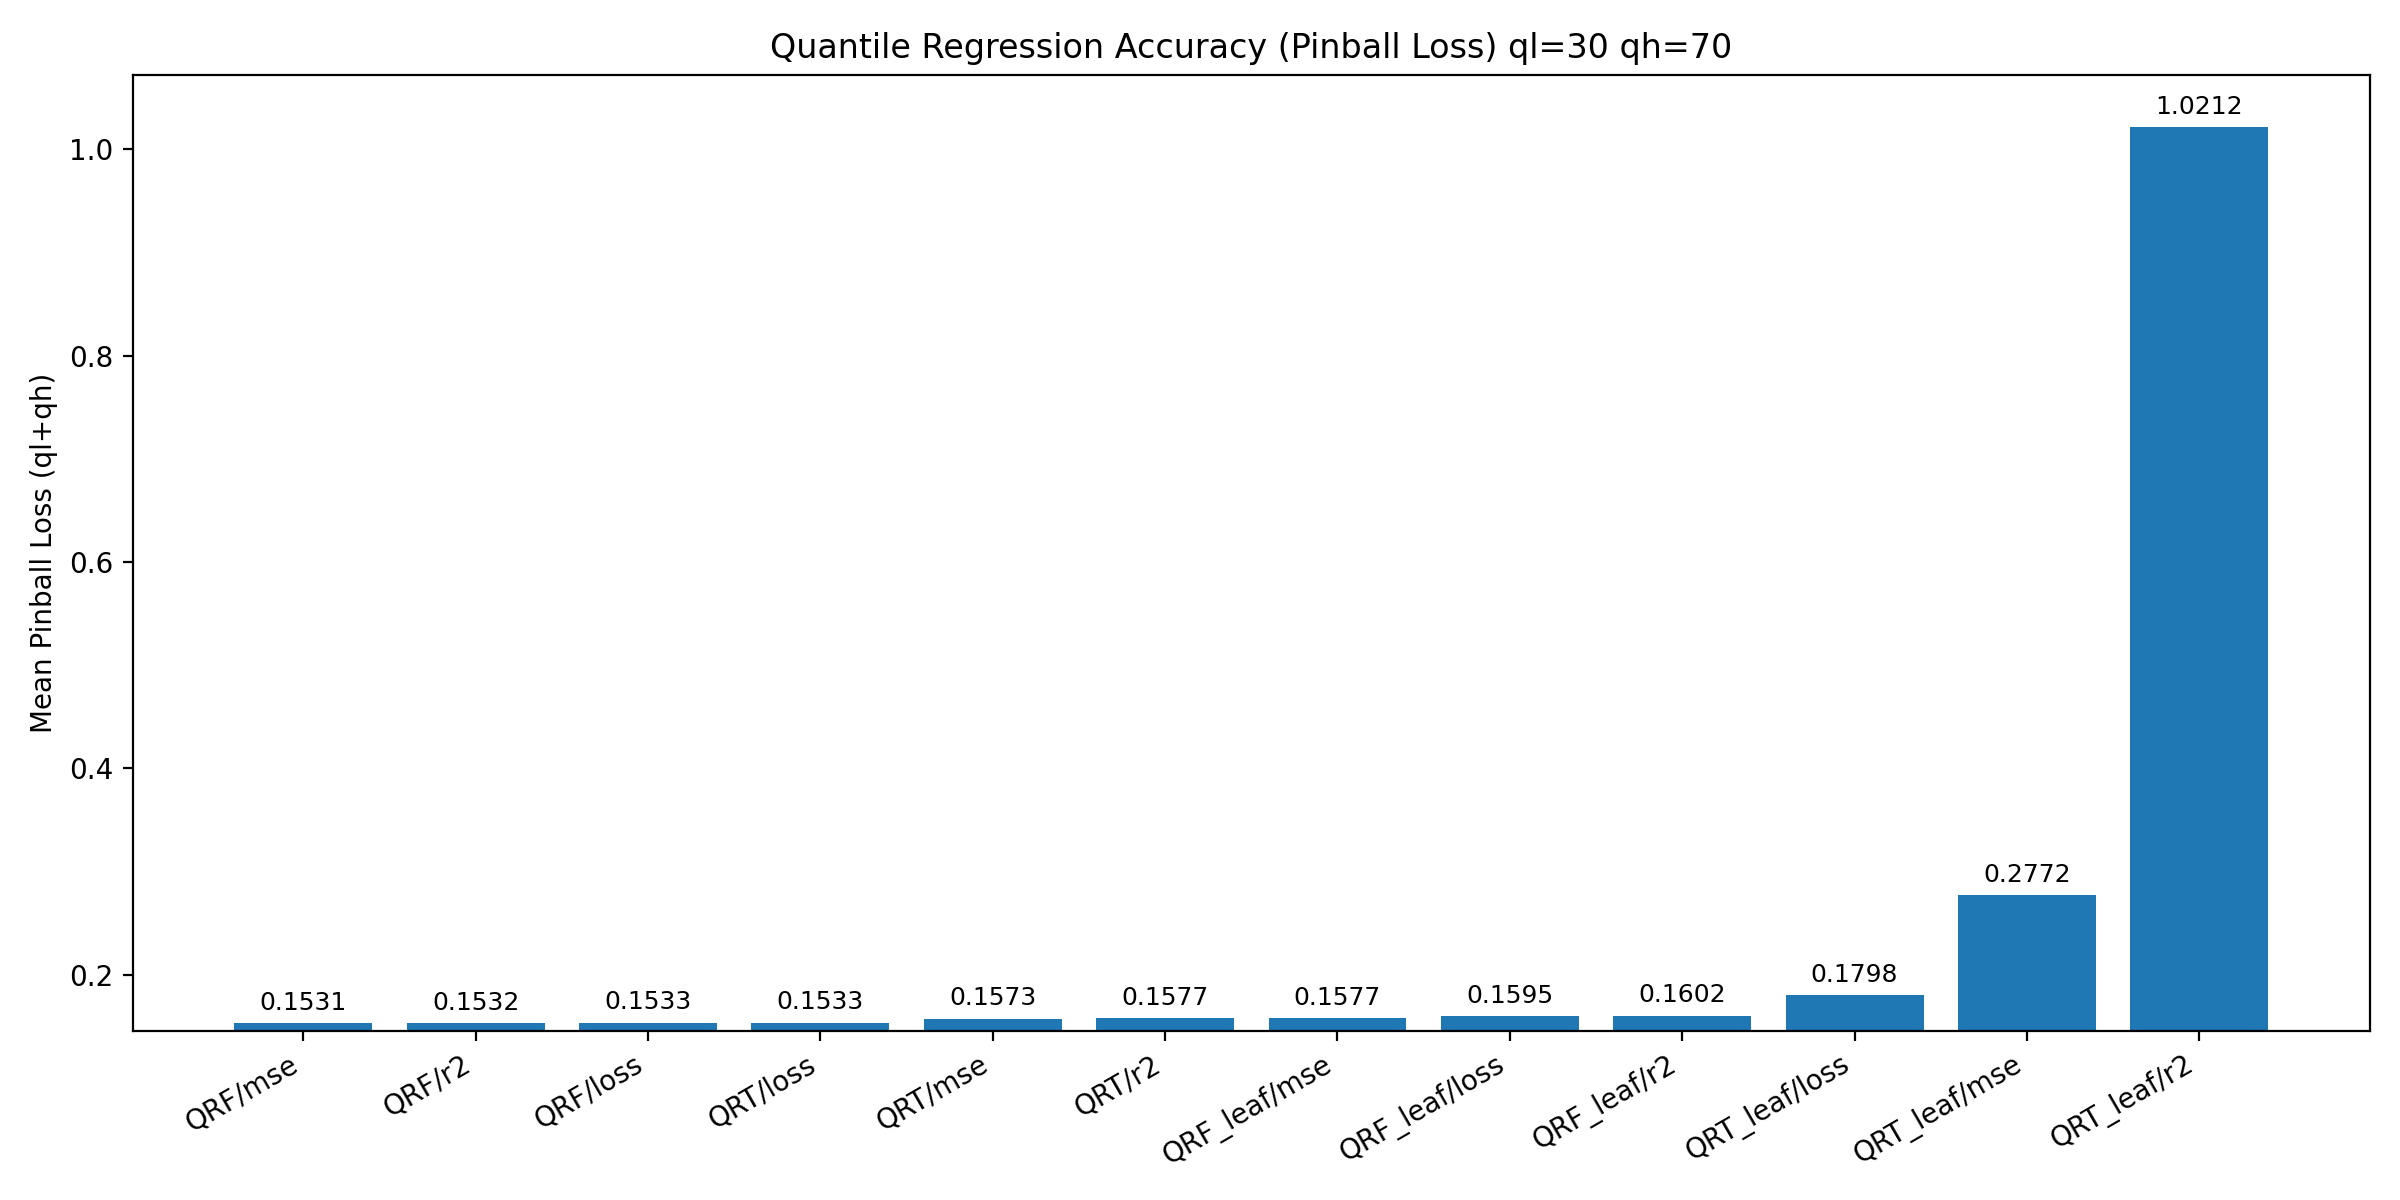 Quantile Regression Accuracy (Pinball Loss) ql=30 qh=70
Mean Pinball Loss (ql+qh)
1.0
0.8
0.6
0.4
0.2
0.1531
0.1532
0.1533
0.1533
0.1573
0.1577
0.1577
0.1595
0.1602
0.1798
0.2772
1.0212
QRF/mse
QRF/r2
QRF/loss
QRT/loss
QRT/mse
QRT/r2
QRF_leaf/mse
QRF_leaf/loss
QRF_leaf/r2
QRT_leaf/loss
QRT_leaf/mse
QRT_leaf/r2